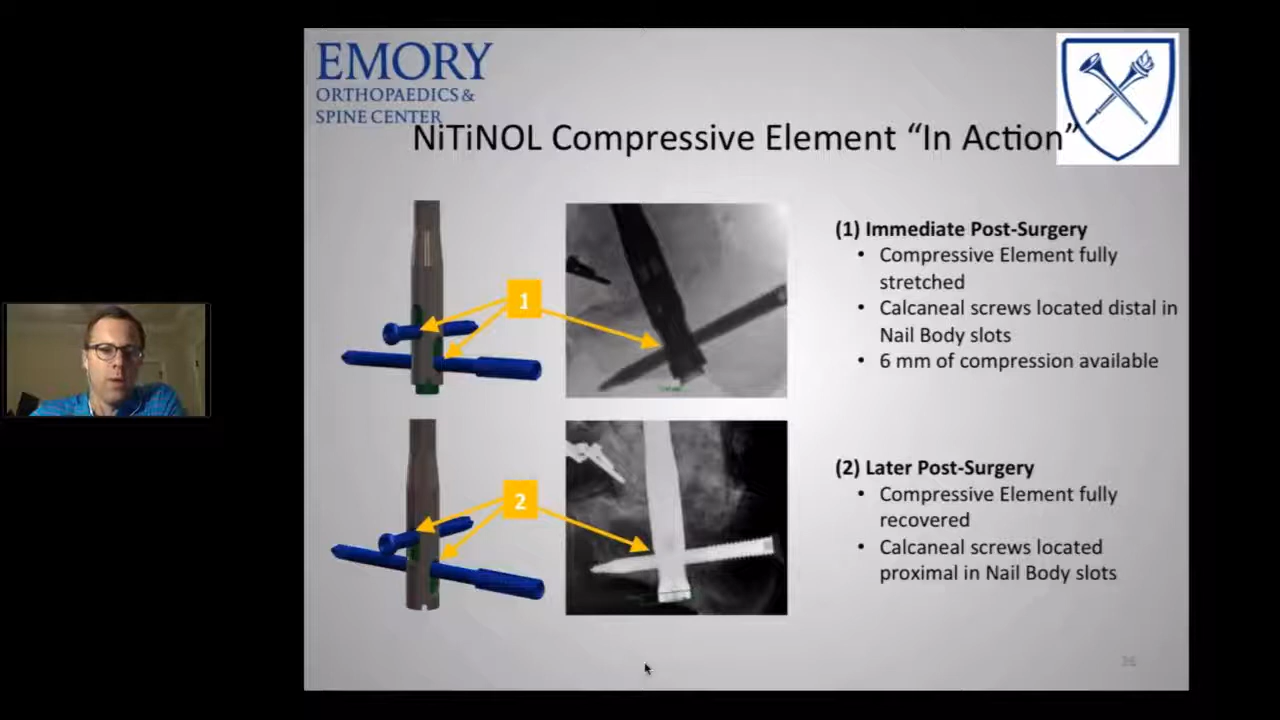 EMORY
ORTHOPAEDICS &
SPINE CENTER
NiTiNOL Compressive Element “In Action”
1
(1) Immediate Post-Surgery
• Compressive Element fully
stretched
• Calcaneal screws located distal in
Nail Body slots
• 6 mm of compression available
2
(2) Later Post-Surgery
• Compressive Element fully
recovered
• Calcaneal screws located
proximal in Nail Body slots